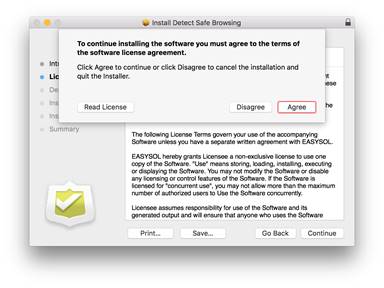 Install Detect Safe Browsing
To continue installing the software you must agree to the terms of
the software license agreement.
Click Agree to continue or click Disagree to cancel the installation and
quit the Installer.
Read License
Disagree
Agree
Summary
The following License Terms govern your use of the accompanying
Software unless you have a separate written agreement with EASYSOL.
EASYSOL hereby grants Licensee a non-exclusive license to use one
copy of the Software. "Use" means storing, loading, installing, executing
or displaying the Software. You may not modify the Software or disable
any licensing or control features of the Software. If the Software is
licensed for "concurrent use", you may not allow more than the maximum
number of authorized users to Use the Software concurrently.
Licensee assumes responsibility for use of the Software and its
generated output and will ensure that anyone who uses the Software
Print...
Save...
Go Back
Continue